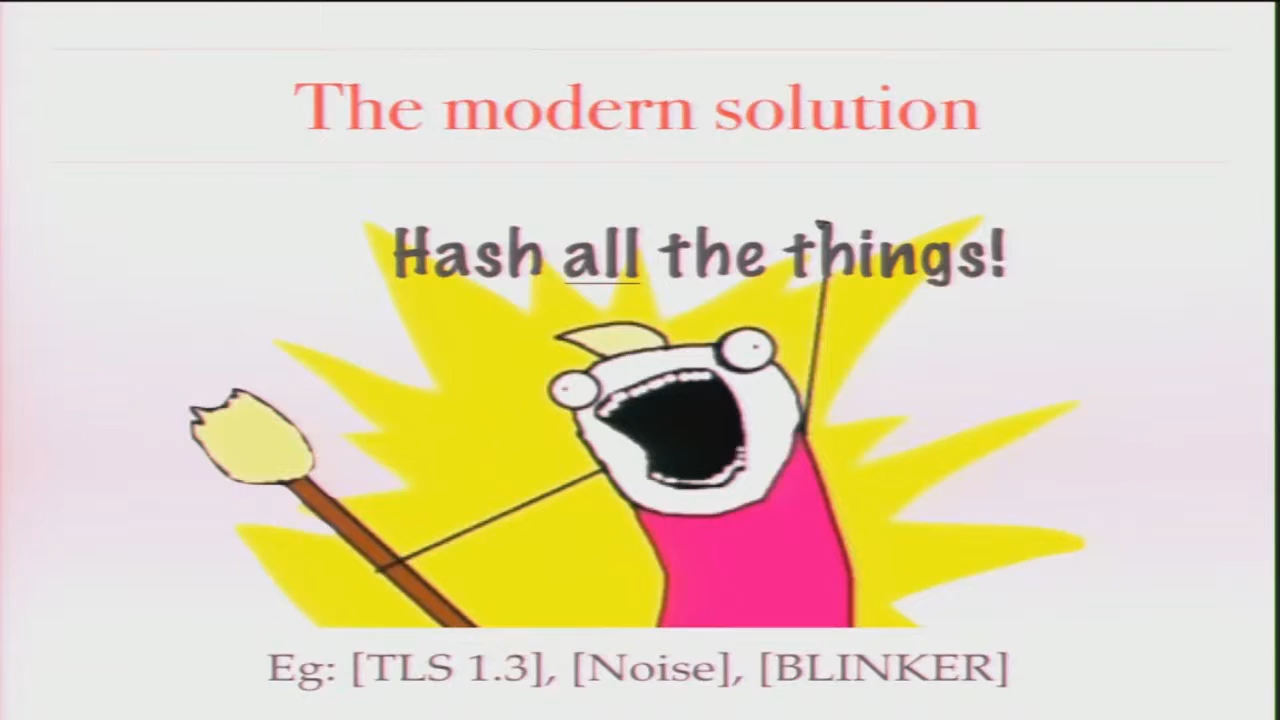 The modern solution
Hash all the things!
Eg: [TLS 1.3], [Noise], [BLINKER]